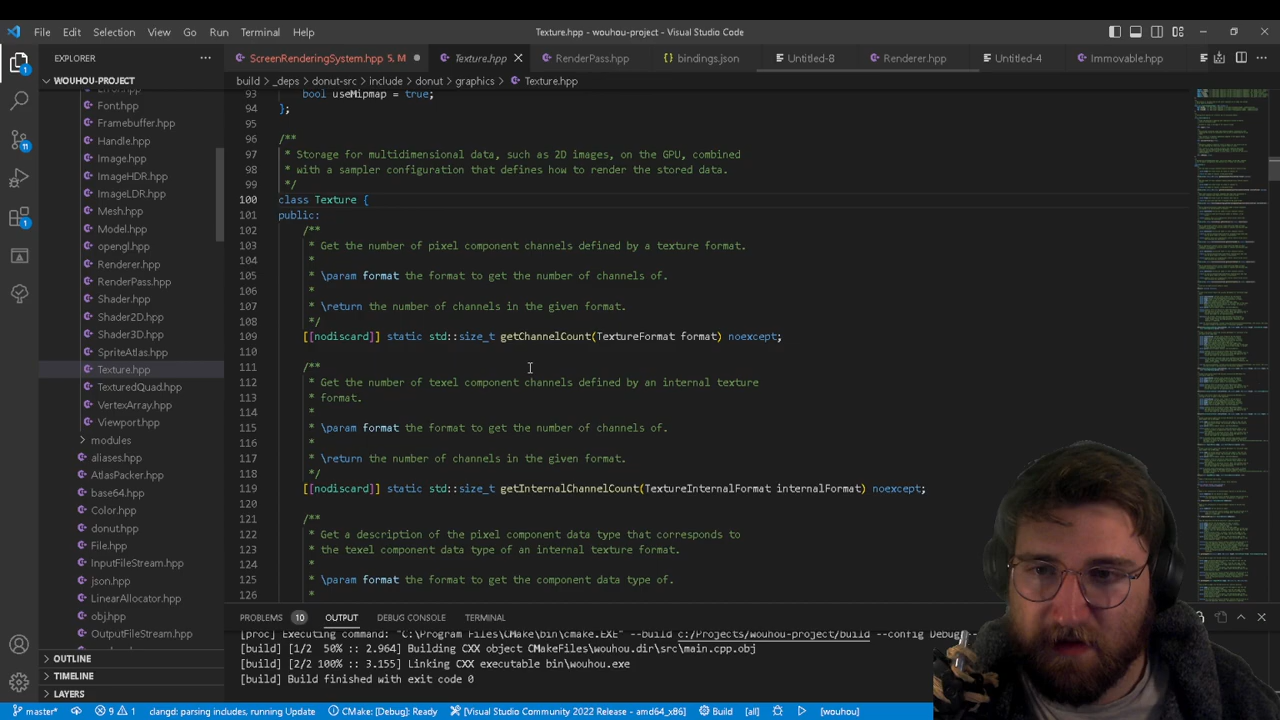 File Edit Selection View Go Run Terminal Help
Texture.hpp - wouhou-project - Visual Studio Code
EXPLORER
ScreenRenderingSystem.hpp 5, M
Texture.hpp
RenderPass.hpp
bindings.json
Untitled-8
Renderer.hpp
Untitled-4
Immovable.hpp
WOUHOU-PROJECT
build > _deps > donut-src > include > donut > graphics > Texture.hpp
Error.hpp
Font.hpp
Framebuffer.hpp
Handle.hpp
Image.hpp
ImageHDR.hpp
ImageLDR.hpp
Mesh.hpp
Model.hpp
opengl.hpp
Renderer.hpp
RenderPass.hpp
Shader.hpp
Shader2D.hpp
Shader3D.hpp
SpriteAtlas.hpp
Texture.hpp
TexturedQuad.hpp
VertexArray.hpp
Viewport.hpp
modules
aliases.hpp
AtlasPacker.hpp
base64.hpp
Color.hpp
donut.hpp
File.hpp
InputFileStream.hpp
json.hpp
LinearAllocator.hpp
obj.hpp
OutputFileStream.hpp
OUTLINE
TIMELINE
LAYERS
93 bool useMipmap = true;
94 };
95
96 /**
97 * Storage for multidimensional data, such as 2D images, on the GPU, combined
98 * with a sampler configuration that defines how to render the stored data.
99 */
100 class Texture {
101 public:
102 /**
103 * Get the number of pixel component channels defined by a texture format.
104 *
105 * \param format the format to get the number of channels of.
106 *
107 * \return the number of channels in the given format.
108 */
109 [[nodiscard]] static std::size_t getChannelCount(TextureFormat format) noexcept;
110
111 /**
112 * Get the number of texel component channels defined by an internal texture
113 * format.
114 *
115 * \param format the format to get the number of channels of.
116 *
117 * \return the number of channels in the given format.
118 */
119 [[nodiscard]] static std::size_t getInternalChannelCount(TextureInternalFormat internalFormat) noexcept;
120
121 /**
122 * Get a description of the pixel component data type that corresponds to
123 * the texel component data type of an internal texture format.
124 *
125 * \param format the format to get the component data type of.
126 *
PROBLEMS 10 OUTPUT DEBUG CONSOLE TERMINAL
[proc] Executing command: "C:\Program Files\CMake\bin\cmake.EXE" --build c:/Projects/wouhou-project/build --config Debug
[build] [1/2 50% :: 2.964] Building CXX object CMakeFiles\wouhou.dir\src\main.cpp.obj
[build] [2/2 100% :: 3.155] Linking CXX executable bin\wouhou.exe
[build] Build finished with exit code 0
master* 9 1 clangd: parsing includes, running Update CMake: [Debug]: Ready [Visual Studio Community 2022 Release - amd64_x86] Build [all] [wouhou]